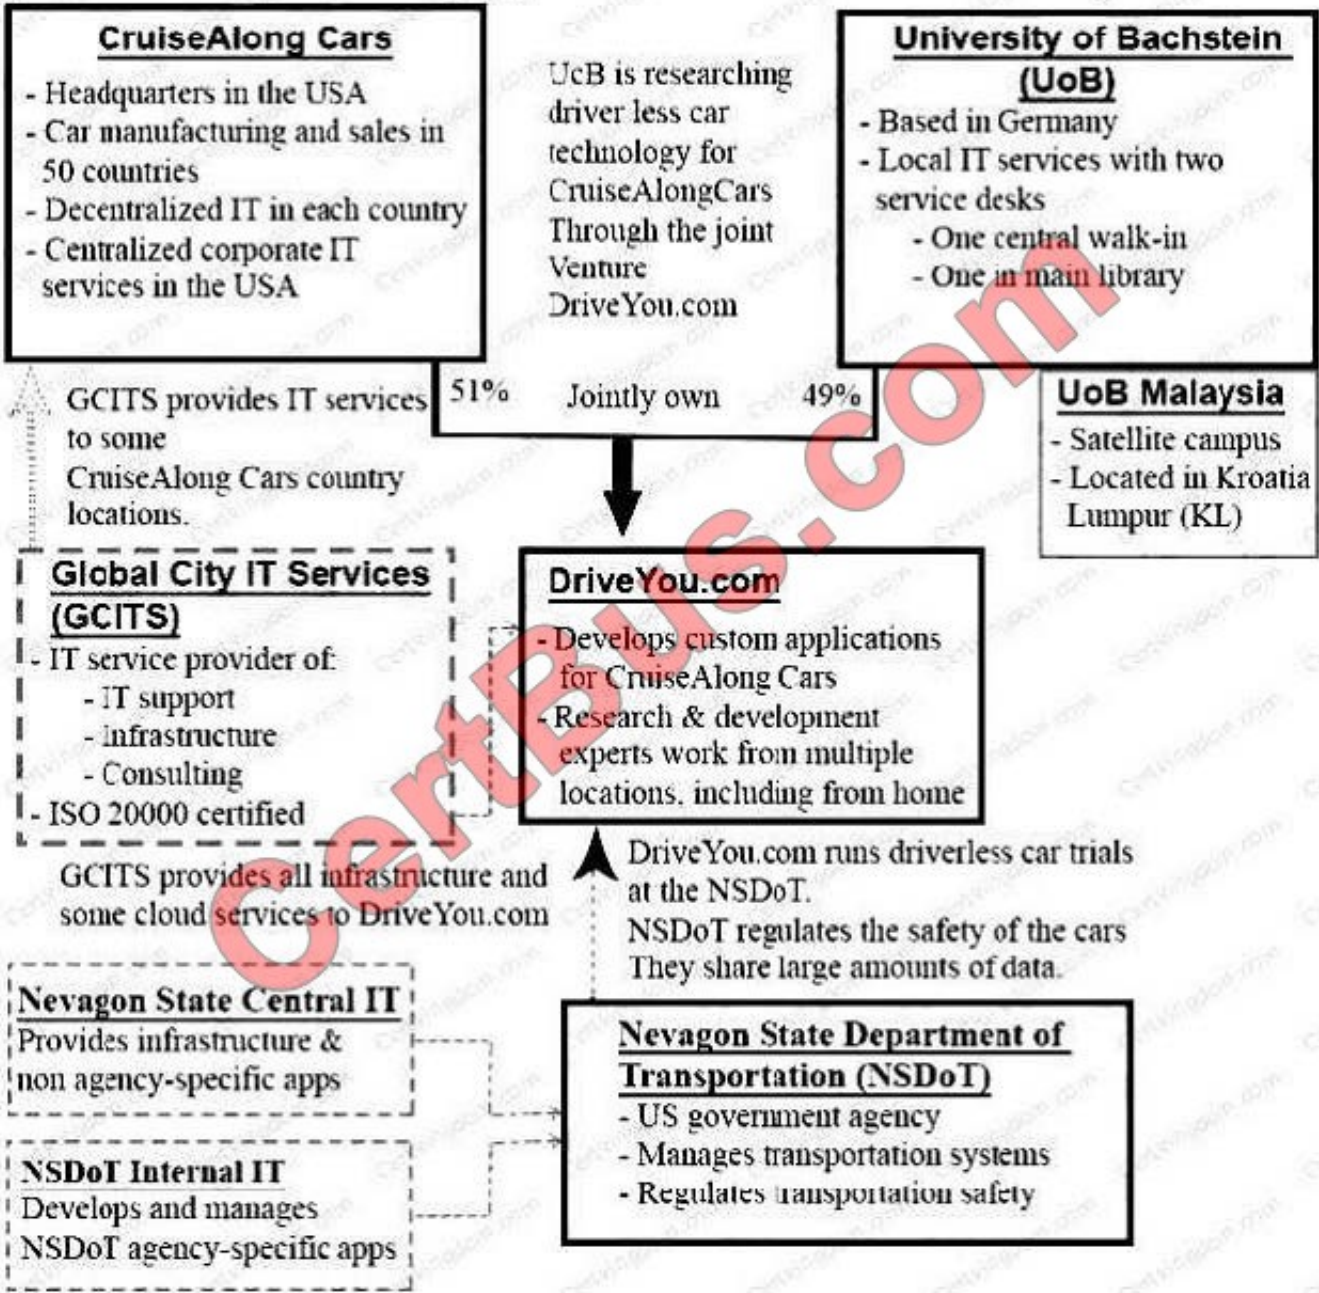 CruiseAlong Cars
- Headquarters in the USA
- Car manufacturing and sales in
50 countries
- Decentralized IT in each country
- Centralized corporate IT
services in the USA
UcB is researching
driver less car
technology for
CruiseAlongCars
Through the joint
Venture
DriveYou.com
University of Bachstein
(UoB)
- Based in Germany
- Local IT services with two
service desks
- One central walk-in
- One in main library
51% Jointly own 49%
UoB Malaysia
- Satellite campus
- Located in Kroatia
Lumpur (KL)
GCITS provides IT services
to some
CruiseAlong Cars country
locations.
Global City IT Services
(GCITS)
- IT service provider of:
- IT support
- Infrastructure
- Consulting
- ISO 20000 certified
DriveYou.com
- Develops custom applications
for CruiseAlong Cars
- Research & development
experts work from multiple
locations, including from home
GCITS provides all infrastructure and
some cloud services to DriveYou.com
DriveYou.com runs driverless car trials
at the NSDoT.
NSDoT regulates the safety of the cars
They share large amounts of data.
Nevagon State Central IT
Provides infrastructure &
non agency-specific apps
NSDoT Internal IT
Develops and manages
NSDoT agency-specific apps
Nevagon State Department of
Transportation (NSDoT)
- US government agency
- Manages transportation systems
- Regulates transportation safety
CertBus.com